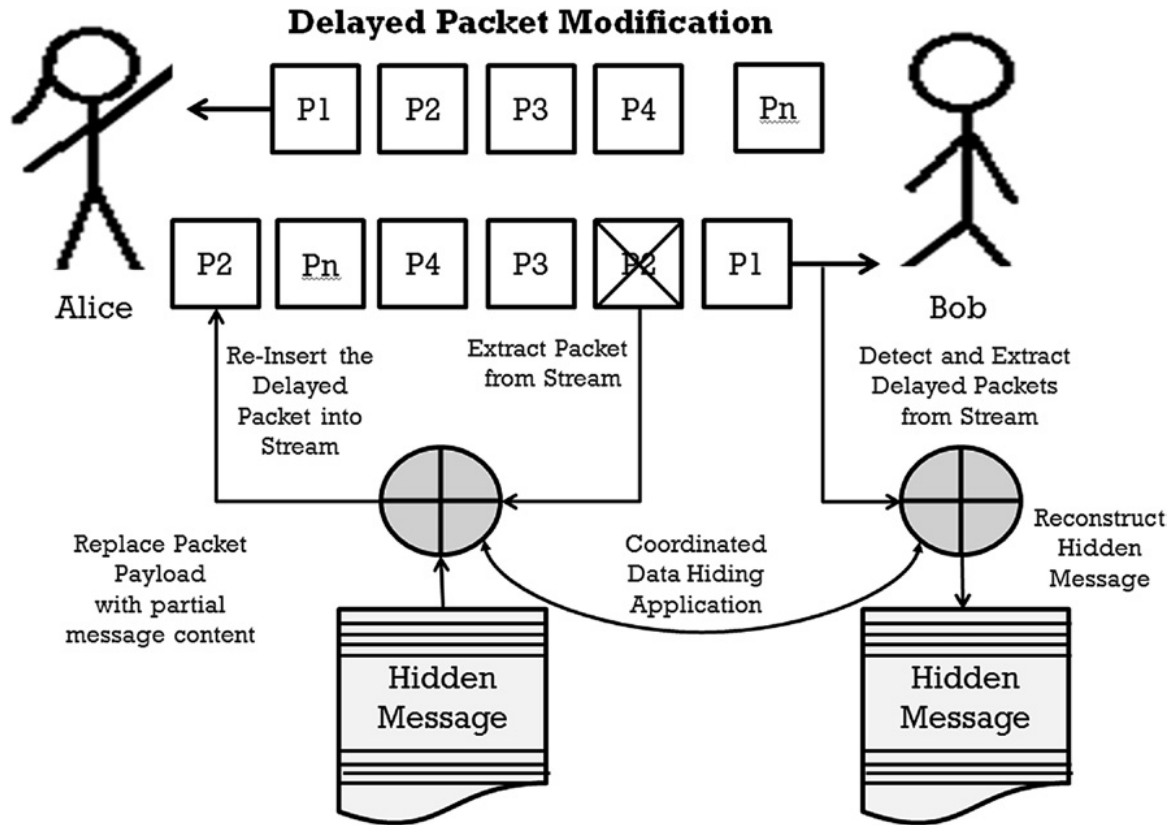 Delayed Packet Modification
P1 P2 P3 P4 Pn
P2 Pn P4 P3 P2 P1
Alice
Bob
Re-Insert the
Delayed
Packet into
Stream
Extract Packet
from Stream
Detect and Extract
Delayed Packets
from Stream
Replace Packet
Payload
with partial
message content
Coordinated
Data Hiding
Application
Reconstruct
Hidden
Message
Hidden
Message
Hidden
Message